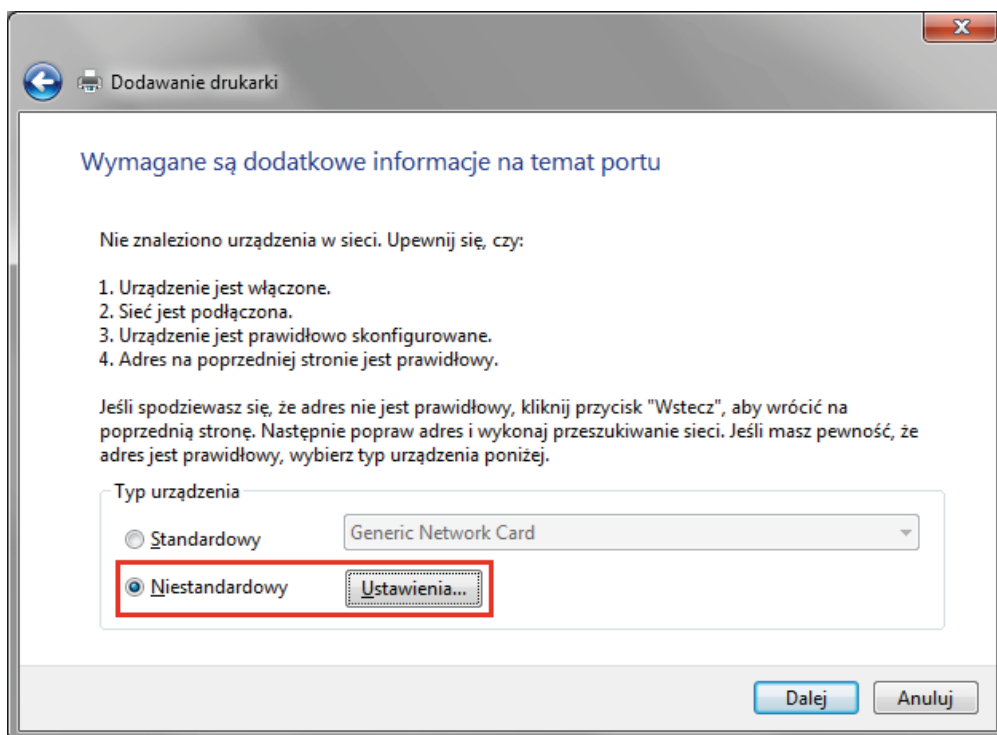 Dodawanie drukarki
Wymagane są dodatkowe informacje na temat portu
Nie znaleziono urządzenia w sieci. Upewnij się, czy:
1. Urządzenie jest włączone.
2. Sieć jest podłączona.
3. Urządzenie jest prawidłowo skonfigurowane.
4. Adres na poprzedniej stronie jest prawidłowy.
Jeśli spodziewasz się, że adres nie jest prawidłowy, kliknij przycisk "Wstecz", aby wrócić na
poprzednią stronę. Następnie popraw adres i wykonaj przeszukiwanie sieci. Jeśli masz pewność, że
adres jest prawidłowy, wybierz typ urządzenia poniżej.
Typ urządzenia
Standardowy Generic Network Card
Niestandardowy Ustawienia...
Dalej Anuluj